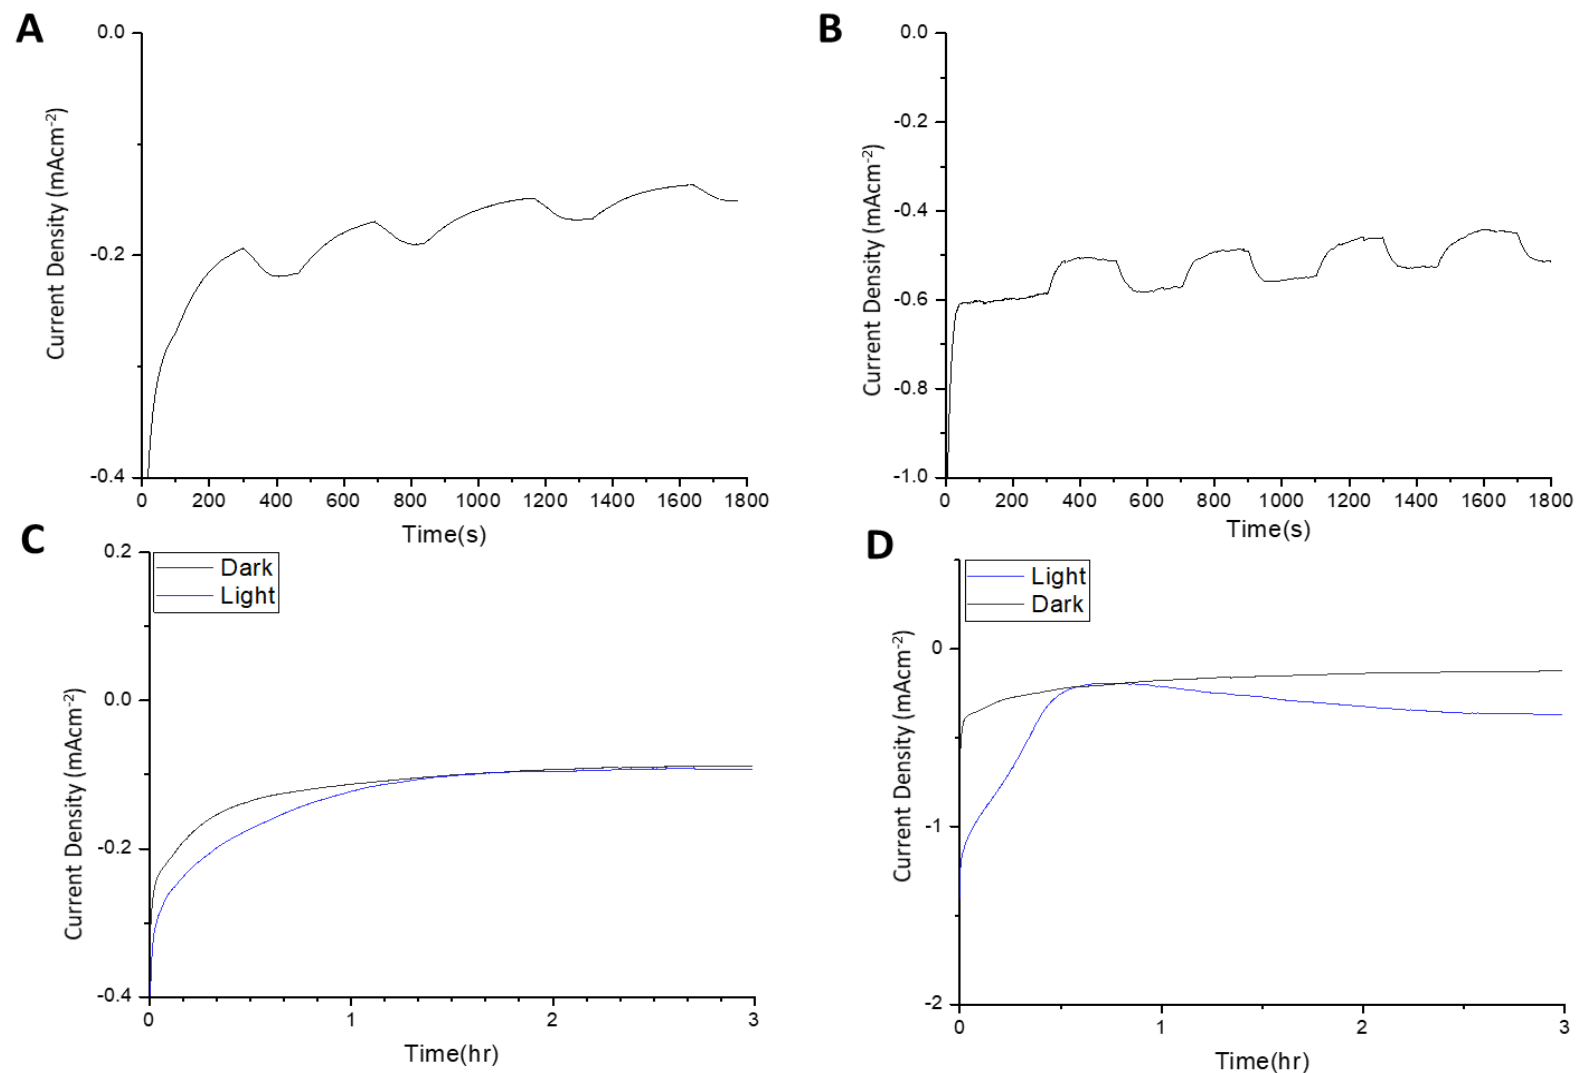 A
0.0
-0.2
-0.4
Current Density (mAcm⁻²)
0 200 400 600 800 1000 1200 1400 1600 1800
Time(s)
B
0.0
-0.2
-0.4
-0.6
-0.8
-1.0
Current Density (mAcm⁻²)
0 200 400 600 800 1000 1200 1400 1600 1800
Time(s)
C
Dark
Light
0.2
0.0
-0.2
-0.4
Current Density (mAcm⁻²)
0 1 2 3
Time(hr)
D
Light
Dark
0
-1
-2
Current Density (mAcm⁻²)
0 1 2 3
Time(hr)